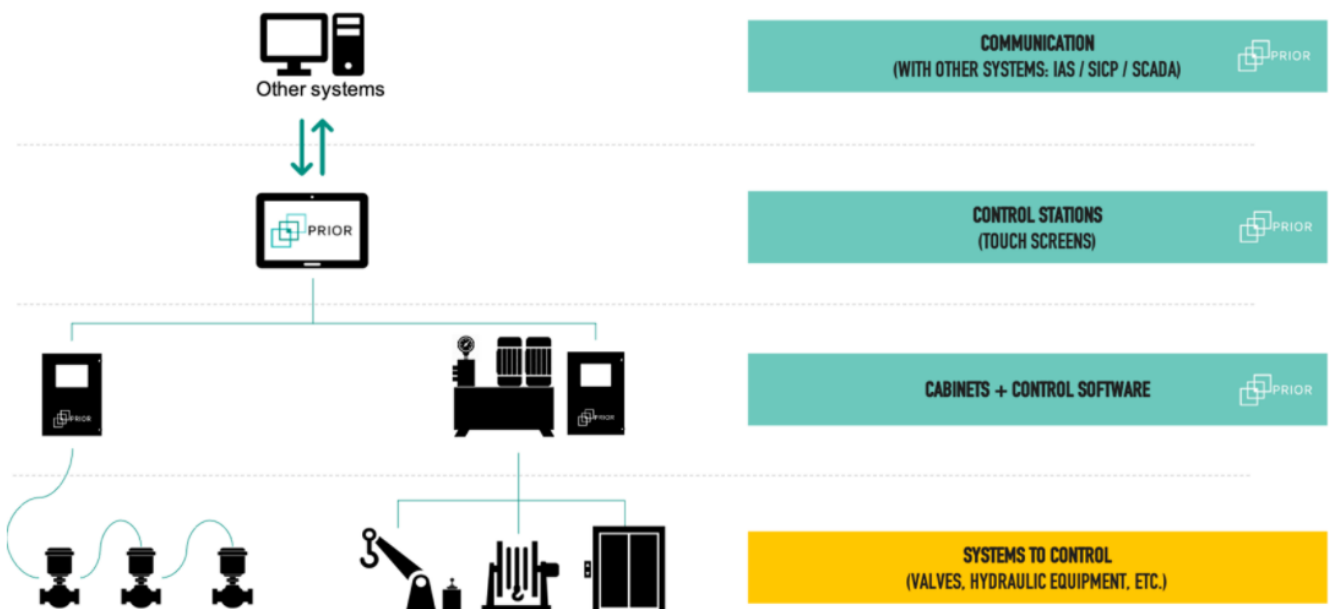 Other systems
COMMUNICATION
(WITH OTHER SYSTEMS: IAS / SICP / SCADA)
PRIOR
PRIOR
CONTROL STATIONS
(TOUCH SCREENS)
PRIOR
PRIOR
PRIOR
CABINETS + CONTROL SOFTWARE
PRIOR
SYSTEMS TO CONTROL
(VALVES, HYDRAULIC EQUIPMENT, ETC.)